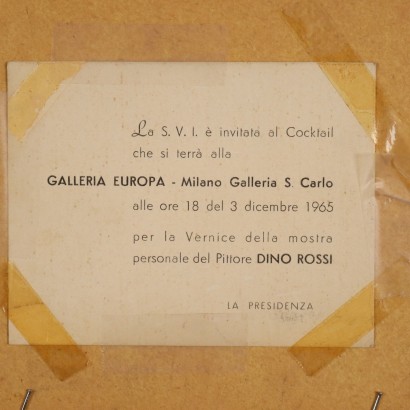 La S. V. I. è invitata al Cocktail
che si terrà alla
GALLERIA EUROPA - Milano Galleria S. Carlo
alle ore 18 del 3 dicembre 1965
per la Vernice della mostra
personale del Pittore DINO ROSSI
LA PRESIDENZA